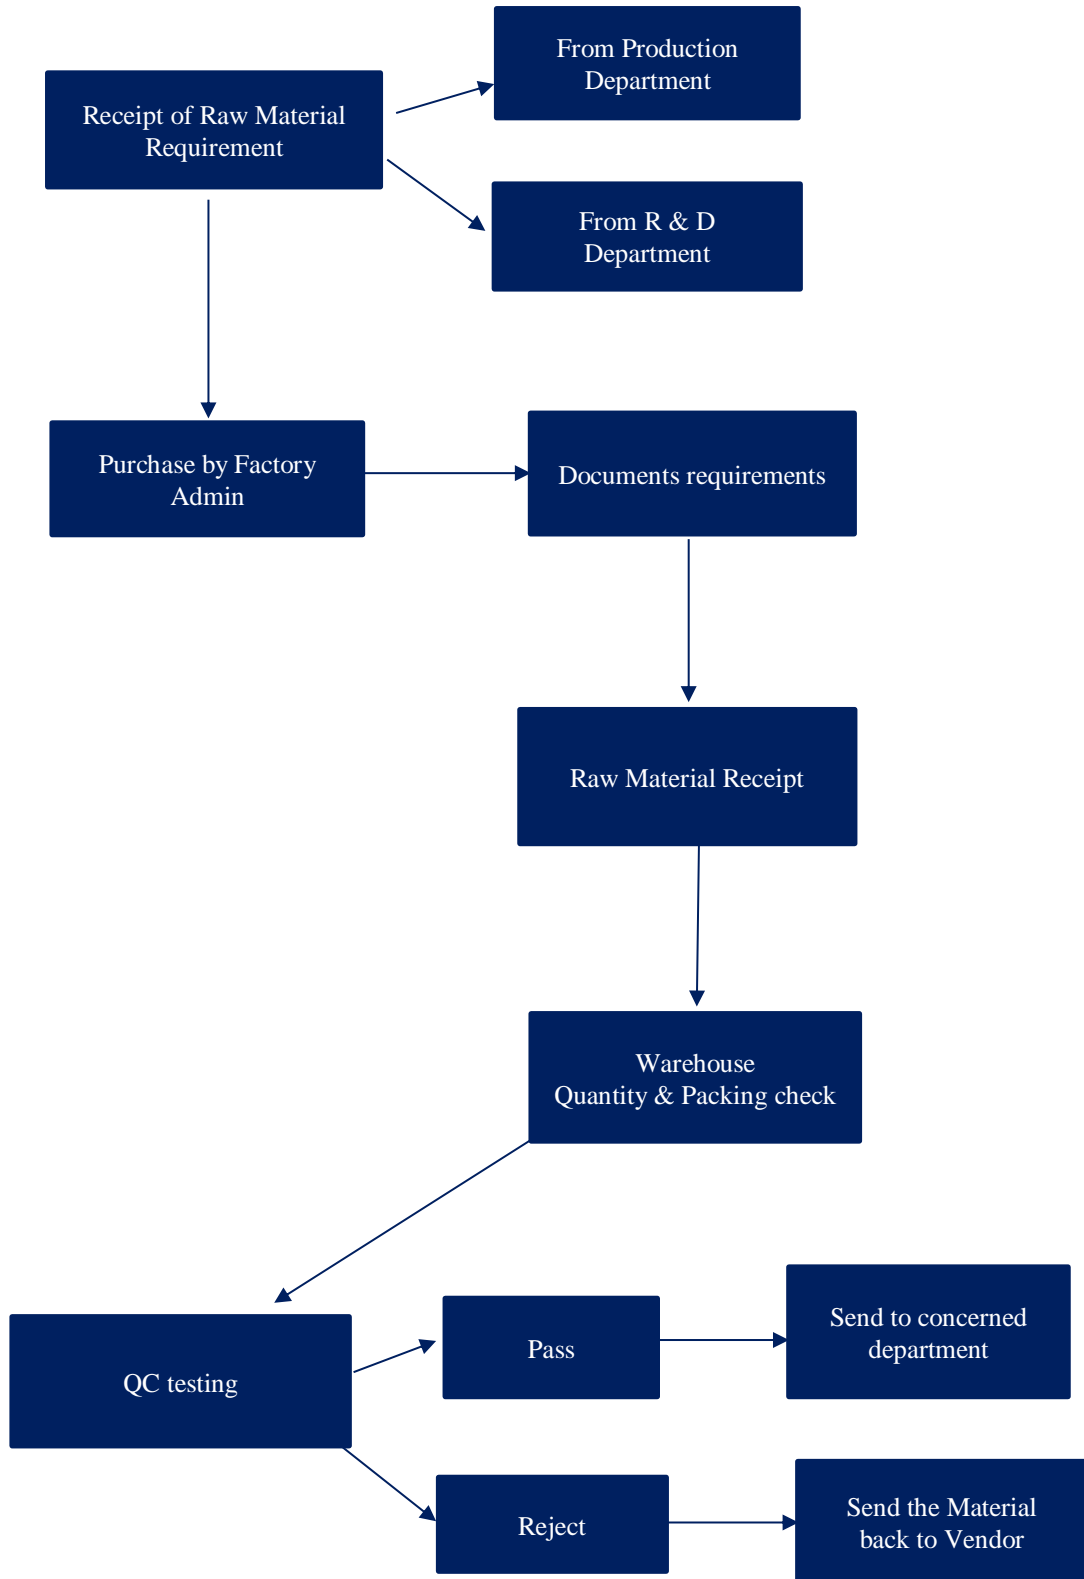 From Production
Department
Receipt of Raw Material
Requirement
From R & D
Department
Purchase by Factory
Admin
Documents requirements
Raw Material Receipt
Warehouse
Quantity & Packing check
QC testing
Pass
Send to concerned
department
Reject
Send the Material
back to Vendor